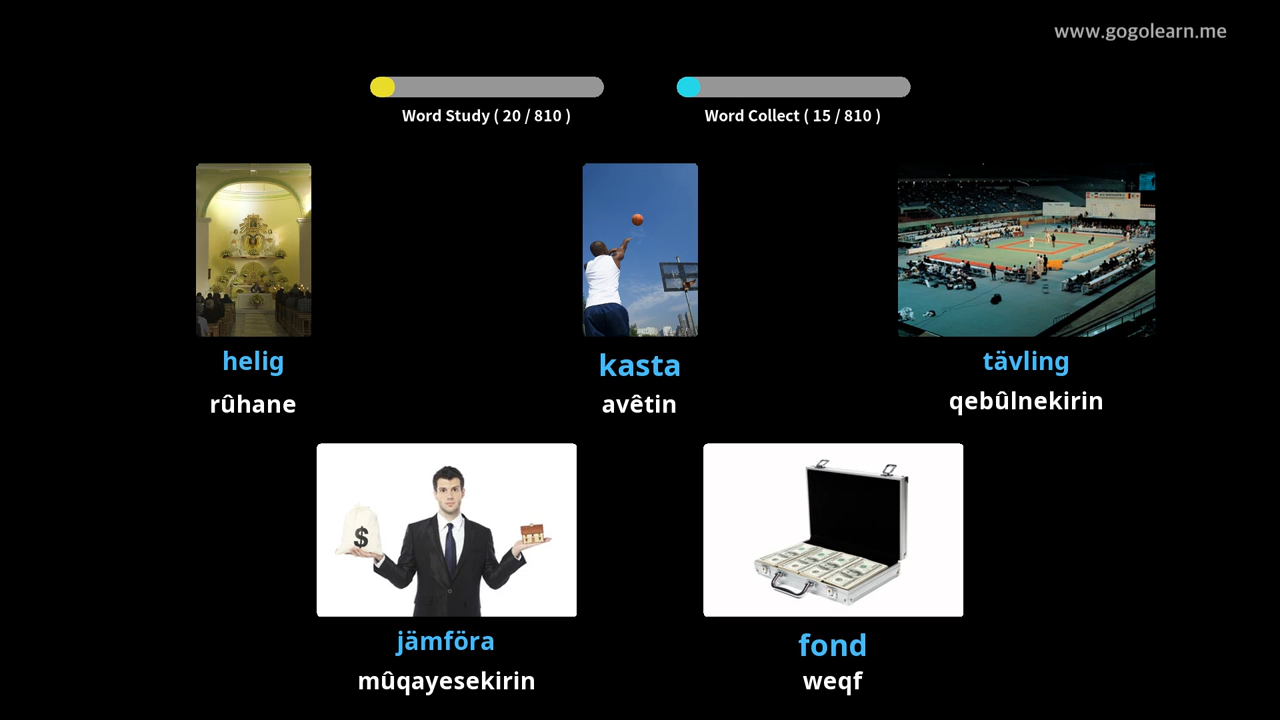 www.gogolearn.me
Word Study ( 20 / 810 )
Word Collect ( 15 / 810 )
helig
kasta
tävling
rûhane
avêtin
qebûlnekirin
$
jämföra
fond
mûqayesekirin
weqf